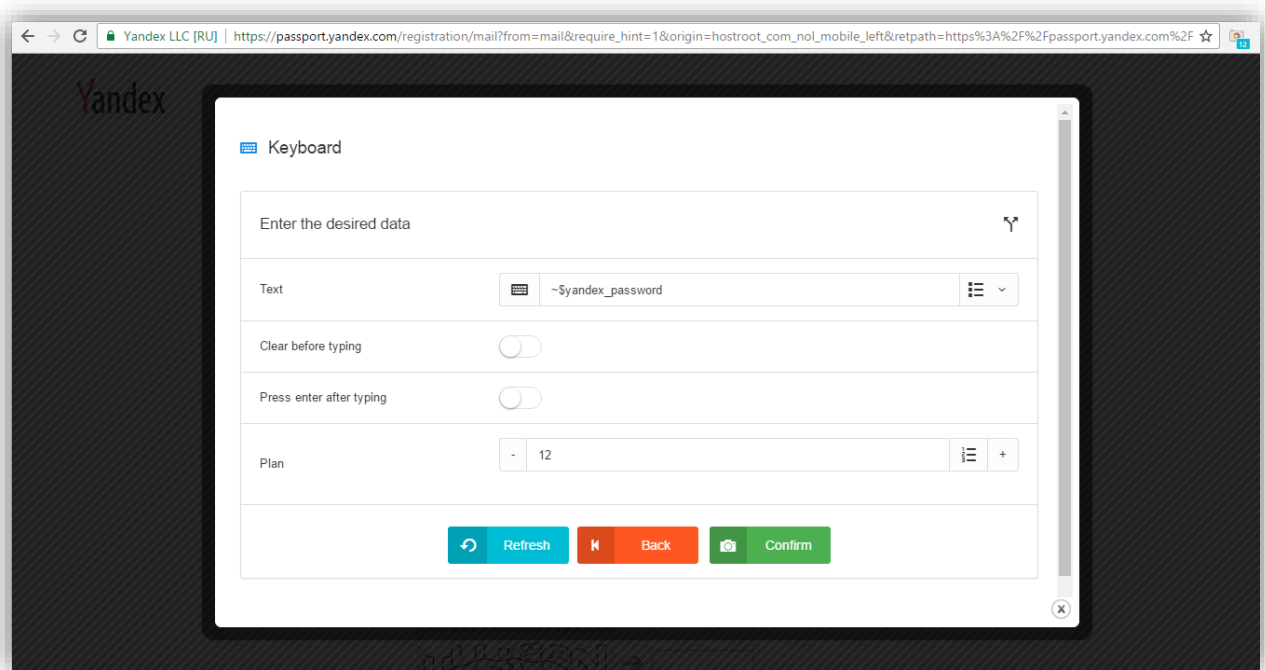 Yandex LLC [RU] | https://passport.yandex.com/registration/mail?from=mail&require_hint=1&origin=hostroot_com_nol_mobile_left&retpath=https%3A%2F%2Fpassport.yandex.com%2F
12
Yandex
Keyboard
Enter the desired data
Text ~$yandex_password
Clear before typing
Press enter after typing
Plan - 12 +
Refresh Back Confirm